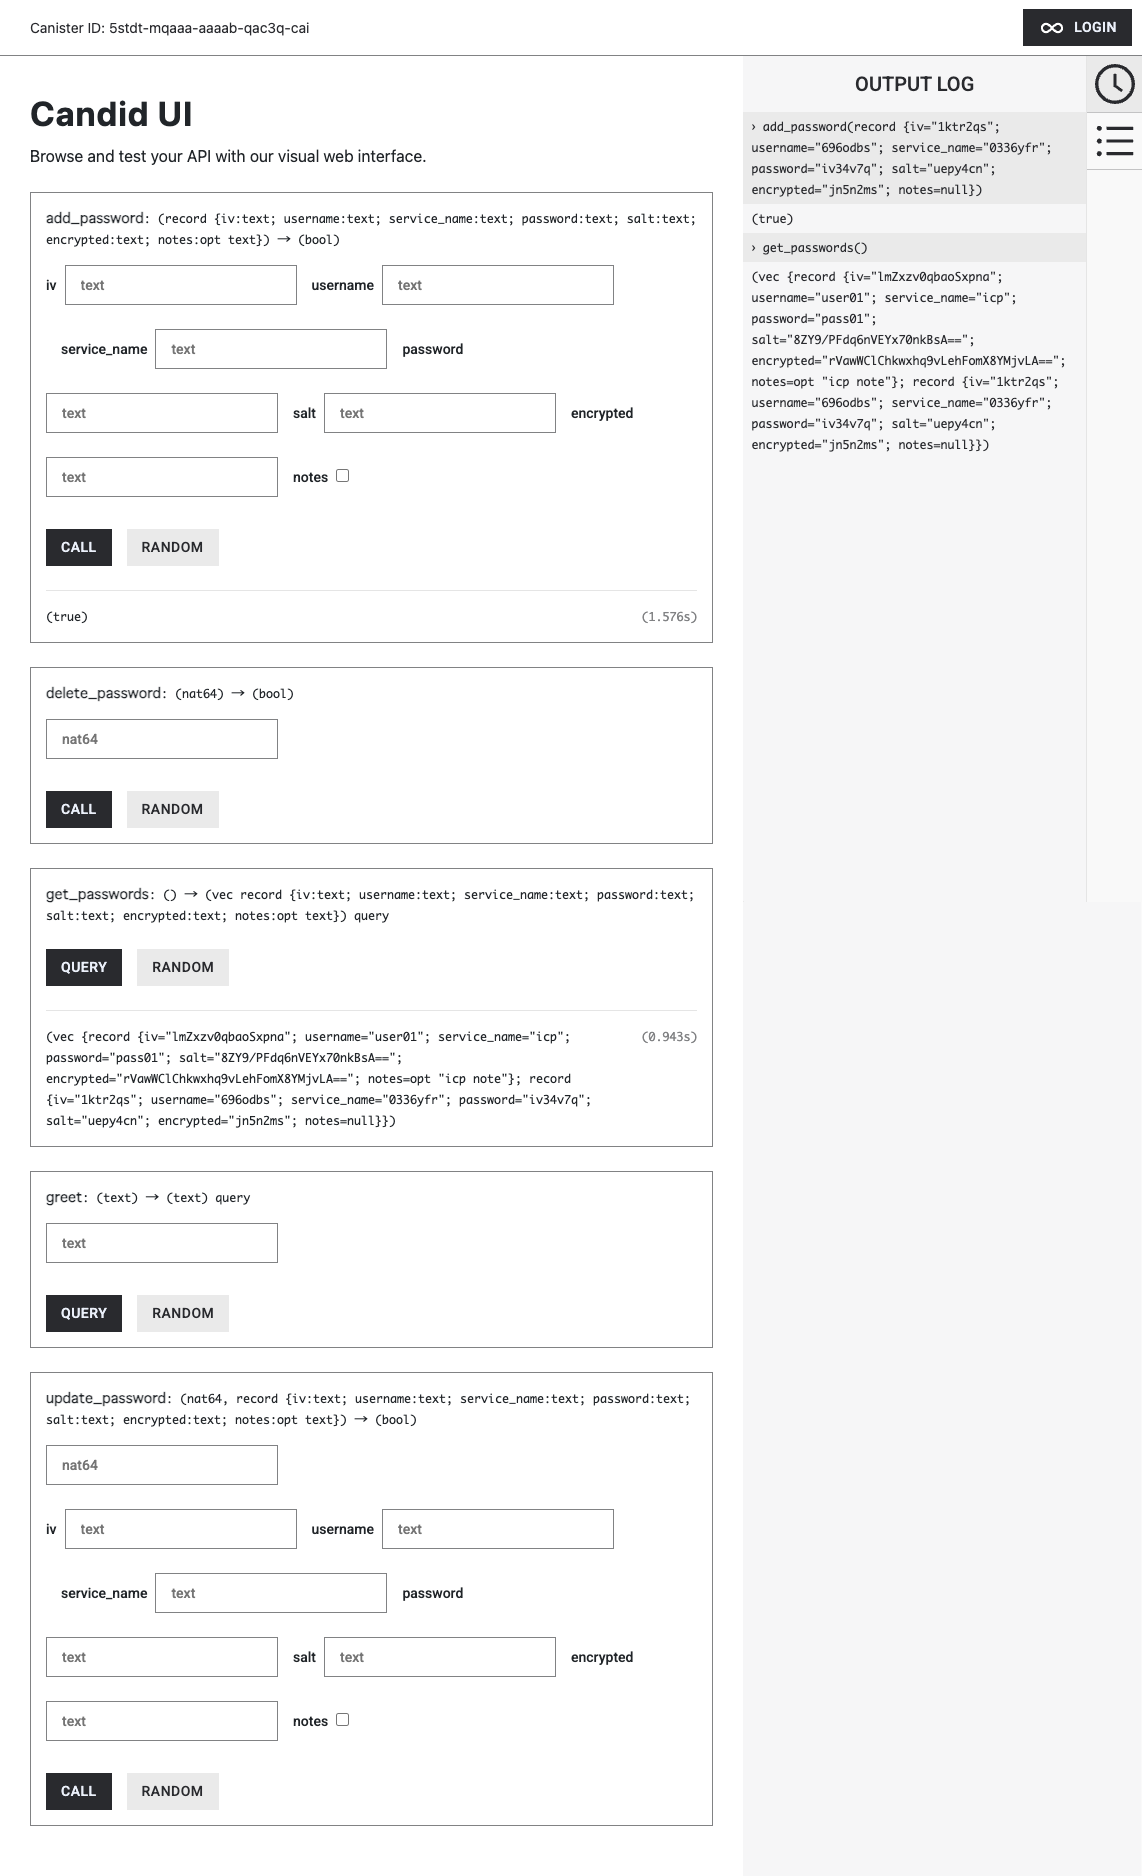 Canister ID: 5stdt-mqaaa-aaaab-qac3q-cai
LOGIN
Candid UI
Browse and test your API with our visual web interface.
add_password: (record {iv:text; username:text; service_name:text; password:text; salt:text;
encrypted:text; notes:opt text}) → (bool)
iv text username text
service_name text password
text salt text encrypted
text notes
CALL RANDOM
(true) (1.576s)
delete_password: (nat64) → (bool)
nat64
CALL RANDOM
get_passwords: () → (vec record {iv:text; username:text; service_name:text; password:text;
salt:text; encrypted:text; notes:opt text}) query
QUERY RANDOM
(vec {record {iv="lmZxzv0qbaoSxpna"; username="user01"; service_name="icp"; (0.943s)
password="pass01"; salt="8ZY9/PFdq6nVEYx70nkBsA==";
encrypted="rVawWClChkwxhq9vLehFomX8YMjvLA=="; notes=opt "icp note"}; record
{iv="1ktr2qs"; username="696odbs"; service_name="0336yfr"; password="iv34v7q";
salt="uepy4cn"; encrypted="jn5n2ms"; notes=null}})
greet: (text) → (text) query
text
QUERY RANDOM
update_password: (nat64, record {iv:text; username:text; service_name:text; password:text;
salt:text; encrypted:text; notes:opt text}) → (bool)
nat64
iv text username text
service_name text password
text salt text encrypted
text notes
CALL RANDOM
OUTPUT LOG
› add_password(record {iv="1ktr2qs";
username="696odbs"; service_name="0336yfr";
password="iv34v7q"; salt="uepy4cn";
encrypted="jn5n2ms"; notes=null})
(true)
› get_passwords()
(vec {record {iv="lmZxzv0qbaoSxpna";
username="user01"; service_name="icp";
password="pass01";
salt="8ZY9/PFdq6nVEYx70nkBsA==";
encrypted="rVawWClChkwxhq9vLehFomX8YMjvLA==";
notes=opt "icp note"}; record {iv="1ktr2qs";
username="696odbs"; service_name="0336yfr";
password="iv34v7q"; salt="uepy4cn";
encrypted="jn5n2ms"; notes=null}})